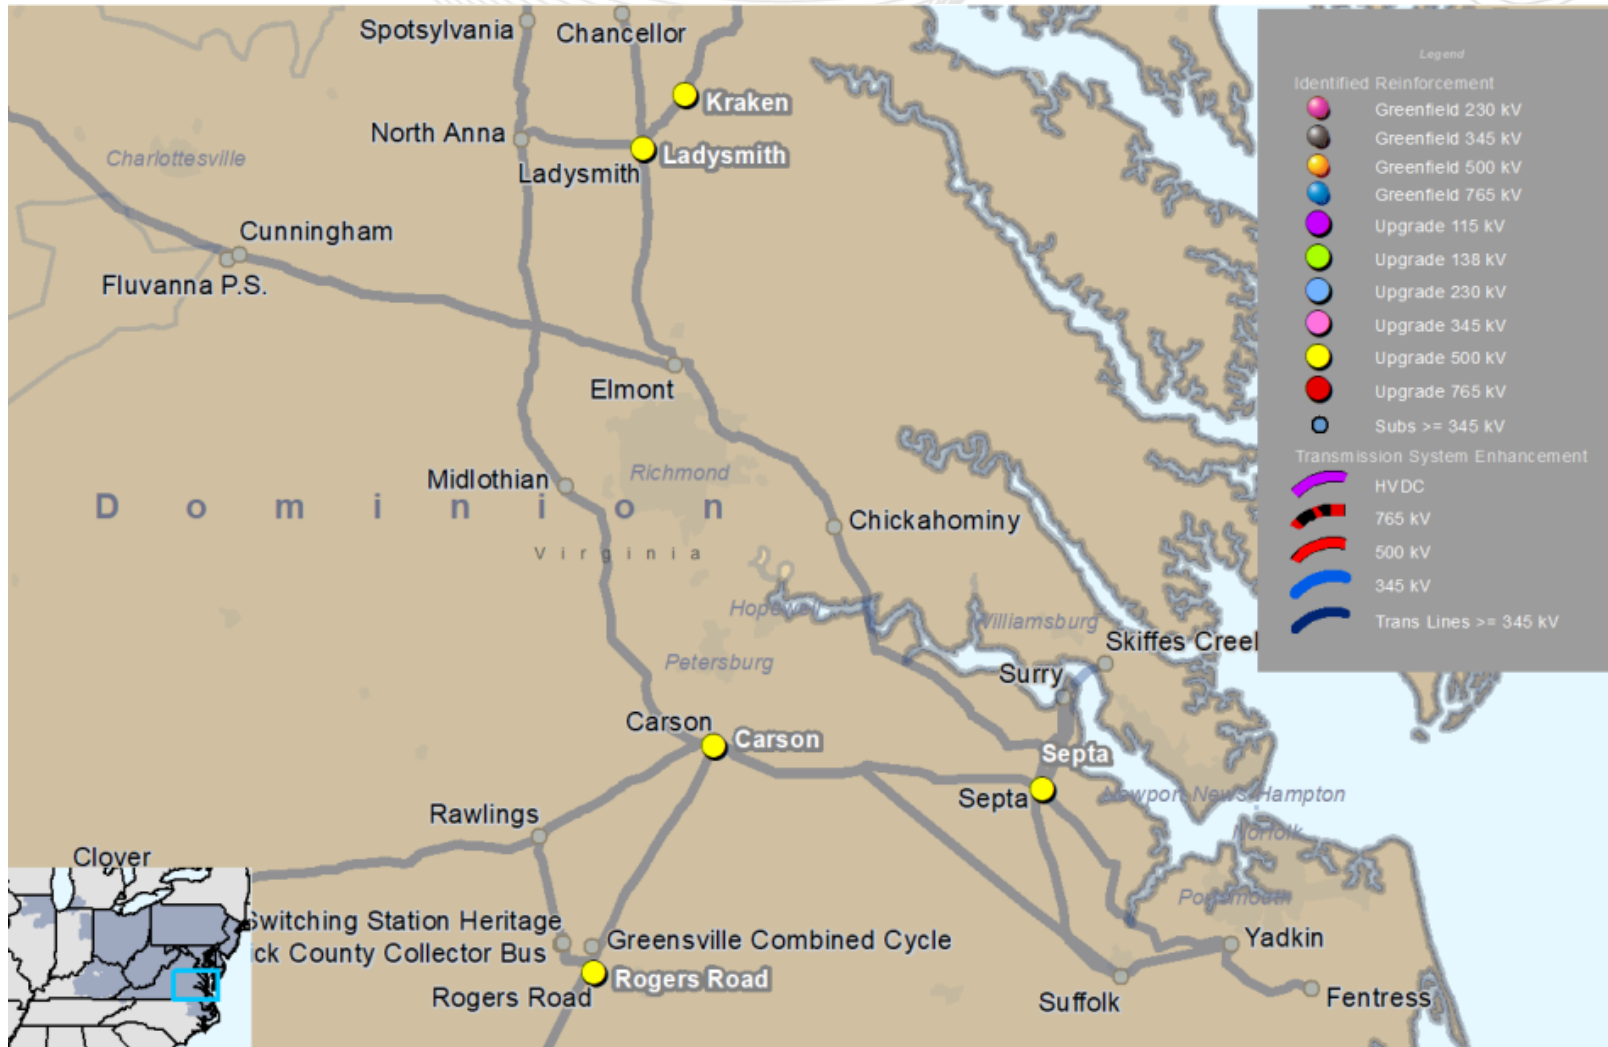 Spotsylvania
Chancellor
Kraken
North Anna
Ladysmith
Ladysmith
Charlottesville
Cunningham
Fluvanna P.S.
Elmont
Richmond
Midlothian
Dominion
Virginia
Chickahominy
Hopewell
Williamsburg
Skiffes Creel
Petersburg
Surry
Carson
Carson
Septa
Septa
Newport News Hampton
Norfolk
Rawlings
Clover
Portsmouth
Switching Station Heritage
ick County Collector Bus
Greensville Combined Cycle
Rogers Road
Rogers Road
Yadkin
Suffolk
Fentress
Legend
Identified Reinforcement
Greenfield 230 kV
Greenfield 345 kV
Greenfield 500 kV
Greenfield 765 kV
Upgrade 115 kV
Upgrade 138 kV
Upgrade 230 kV
Upgrade 345 kV
Upgrade 500 kV
Upgrade 765 kV
Subs >= 345 kV
Transmission System Enhancement
HVDC
765 kV
500 kV
345 kV
Trans Lines >= 345 kV